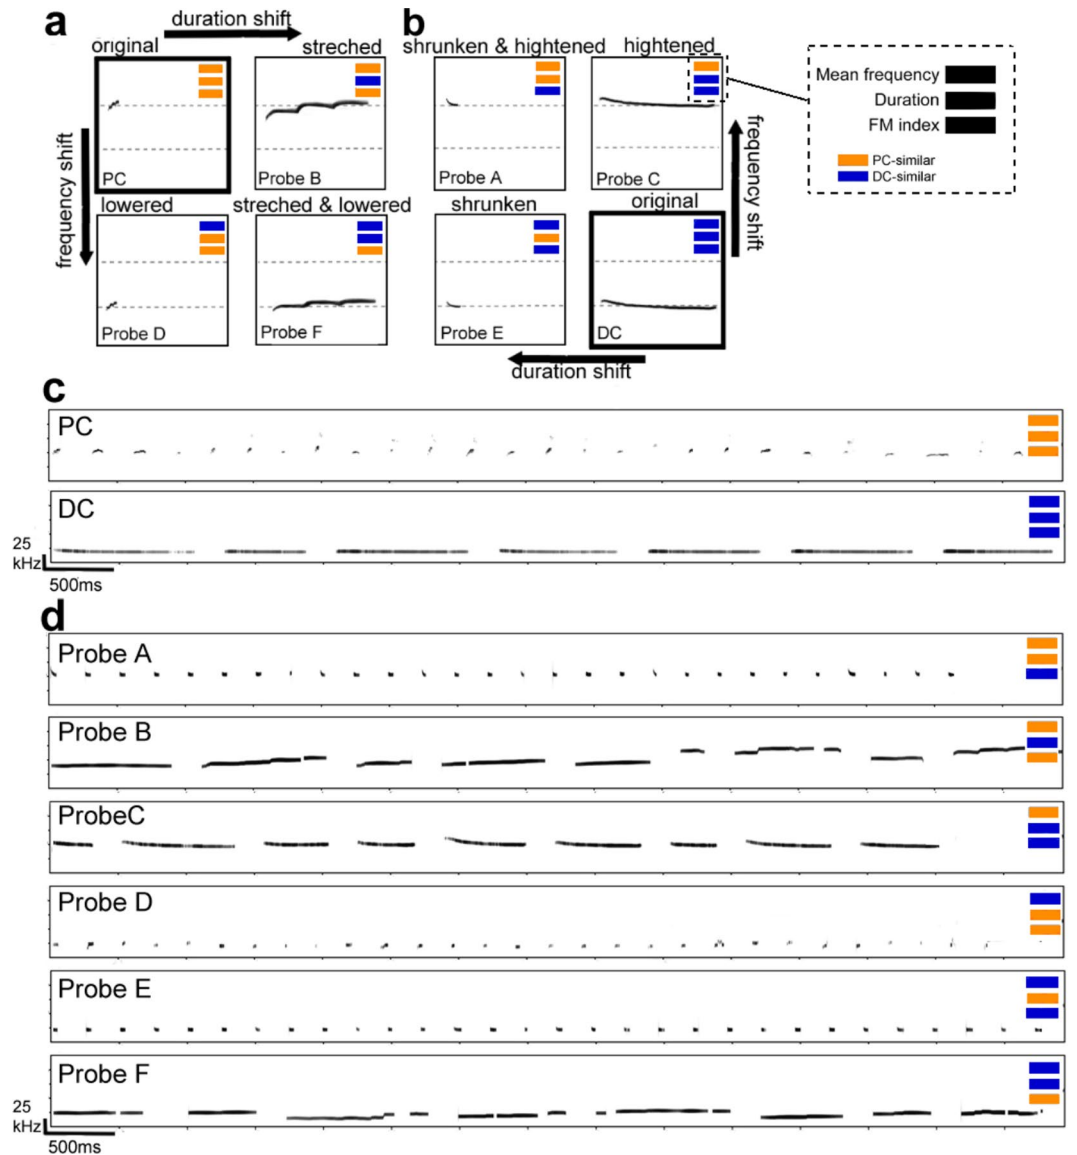 a
duration shift
original
streched
PC
Probe B
frequency shift
lowered
streched & lowered
Probe D
Probe F
b
shrunken & hightened
hightened
Probe A
Probe C
shrunken
original
Probe E
DC
frequency shift
duration shift
Mean frequency
Duration
FM index
PC-similar
DC-similar
c
PC
DC
25
kHz
500ms
d
Probe A
Probe B
ProbeC
Probe D
Probe E
Probe F
25
kHz
500ms